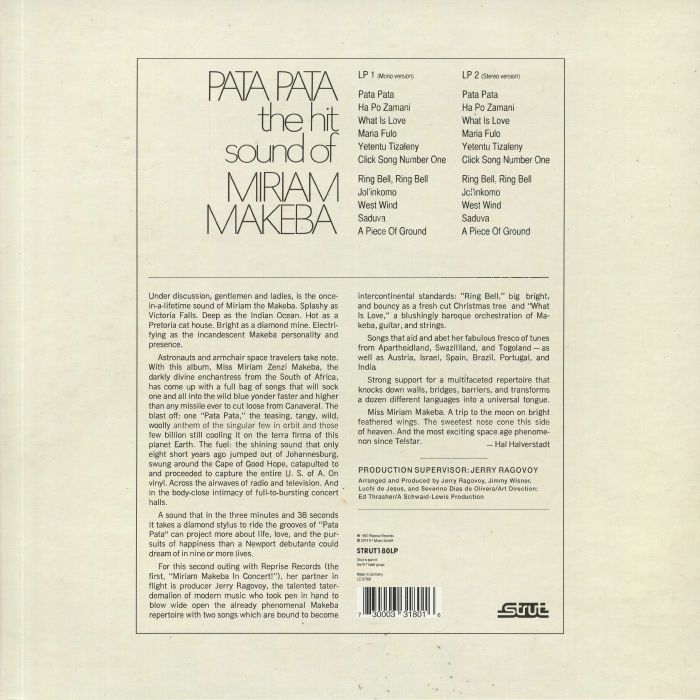 PATA PATA
the hit
sound of
MIRIAM
MAKEBA
LP 1 (Mono version)
Pata Pata
Ha Po Zamani
What Is Love
Maria Fulo
Yetentu Tizaleny
Click Song Number One
Ring Bell, Ring Bell
Jol'inkomo
West Wind
Saduva
A Piece Of Ground
LP 2 (Stereo version)
Pata Pata
Ha Po Zamani
What Is Love
Maria Fulo
Yetentu Tizaleny
Click Song Number One
Ring Bell, Ring Bell
Jol'inkomo
West Wind
Saduva
A Piece Of Ground
Under discussion, gentlemen and ladies, is the once-
in-a-lifetime sound of Miriam the Makeba. Splashy as
Victoria Falls. Deep as the Indian Ocean. Hot as a
Pretoria cat house. Bright as a diamond mine. Electri-
fying as the incandescent Makeba personality and
presence.
Astronauts and armchair space travelers take note.
With this album, Miss Miriam Zenzi Makeba, the
darkly divine enchantress from the South of Africa,
has come up with a full bag of songs that will sock
one and all into the wild blue yonder faster and higher
than any missile ever to cut loose from Canaveral. The
blast off: one "Pata Pata," the teasing, tangy, wild,
woolly anthem of the singular few in orbit and those
few billion still cooling it on the terra firma of this
planet Earth. The fuel: the shining sound that only
eight short years ago jumped out of Johannesburg,
swung around the Cape of Good Hope, catapulted to
and proceeded to capture the entire U. S. of A. On
vinyl. Across the airwaves of radio and television. And
in the body-close intimacy of full-to-bursting concert
halls.
A sound that in the three minutes and 38 seconds
it takes a diamond stylus to ride the grooves of "Pata
Pata" can project more about life, love, and the pur-
suits of happiness than a Newport debutante could
dream of in nine or more lives.
For this second outing with Reprise Records (the
first, "Miriam Makeba In Concert!"), her partner in
flight is producer Jerry Ragovoy, the talented tater-
demalion of modern music who took pen in hand to
blow wide open the already phenomenal Makeba
repertoire with two songs which are bound to become
intercontinental standards: "Ring Bell," big bright,
and bouncy as a fresh cut Christmas tree and "What
Is Love," a blushingly baroque orchestration of Ma-
keba, guitar, and strings.
Songs that aid and abet her fabulous fresco of tunes
from Apartheidland, Swaziliand, and Togoland — as
well as Austria, Israel, Spain, Brazil, Portugal, and
India
Strong support for a multifaceted repertoire that
knocks down walls, bridges, barriers, and transforms
a dozen different languages into a universal tongue.
Miss Miriam Makeba. A trip to the moon on bright
feathered wings. The sweetest nose cone this side
of heaven. And the most exciting space age phenome-
non since Telstar. — Hal Halverstadt
PRODUCTION SUPERVISOR: JERRY RAGOVOY
Arranged and Produced by Jerry Ragovoy, Jimmy Wisner,
Luchi de Jesus, and Severino Dias de Olivera/Art Direction:
Ed Thrasher/A Schwaid-Lewis Production
℗ 1967 Reprise Records
STRUT180LP
Strut is part of
the !K7 label group
Made in Germany
7 30003 31801 6
strut